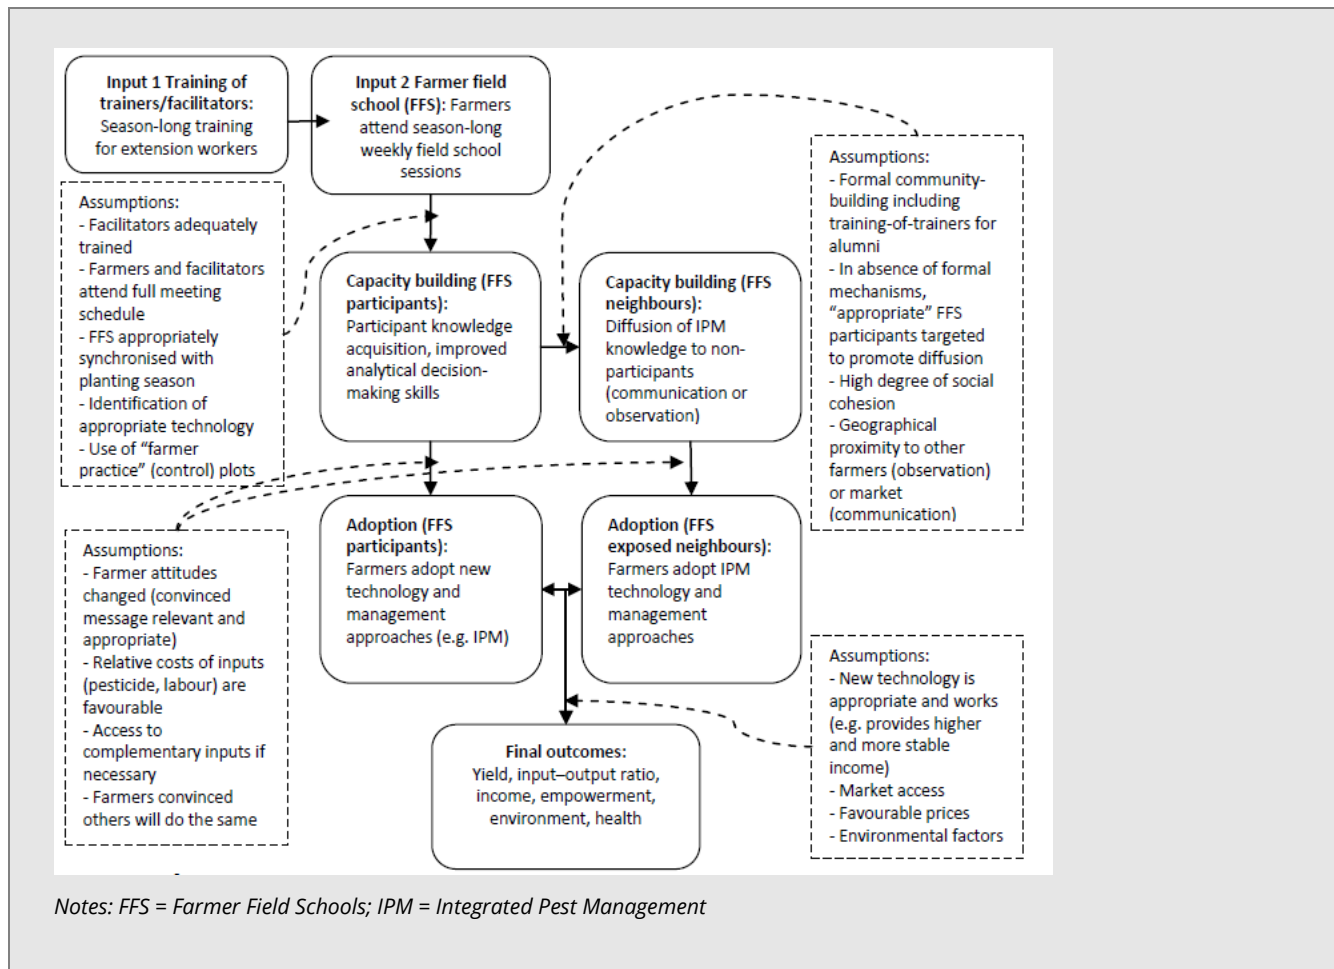 Input 1 Training of
trainers/facilitators:
Season-long training
for extension workers
Input 2 Farmer field
school (FFS): Farmers
attend season-long
weekly field school
sessions
Assumptions:
- Facilitators adequately
trained
- Farmers and facilitators
attend full meeting
schedule
- FFS appropriately
synchronised with
planting season
- Identification of
appropriate technology
- Use of “farmer
practice” (control) plots
Capacity building (FFS
participants):
Participant knowledge
acquisition, improved
analytical decision-
making skills
Capacity building (FFS
neighbours):
Diffusion of IPM
knowledge to non-
participants
(communication or
observation)
Assumptions:
- Formal community-
building including
training-of-trainers for
alumni
- In absence of formal
mechanisms,
“appropriate” FFS
participants targeted
to promote diffusion
- High degree of social
cohesion
- Geographical
proximity to other
farmers (observation)
or market
(communication)
Assumptions:
- Farmer attitudes
changed (convinced
message relevant and
appropriate)
- Relative costs of inputs
(pesticide, labour) are
favourable
- Access to
complementary inputs if
necessary
- Farmers convinced
others will do the same
Adoption (FFS
participants):
Farmers adopt new
technology and
management
approaches (e.g. IPM)
Adoption (FFS
exposed neighbours):
Farmers adopt IPM
technology and
management
approaches
Assumptions:
- New technology is
appropriate and works
(e.g. provides higher
and more stable
income)
- Market access
- Favourable prices
- Environmental factors
Final outcomes:
Yield, input–output ratio,
income, empowerment,
environment, health
Notes: FFS = Farmer Field Schools; IPM = Integrated Pest Management